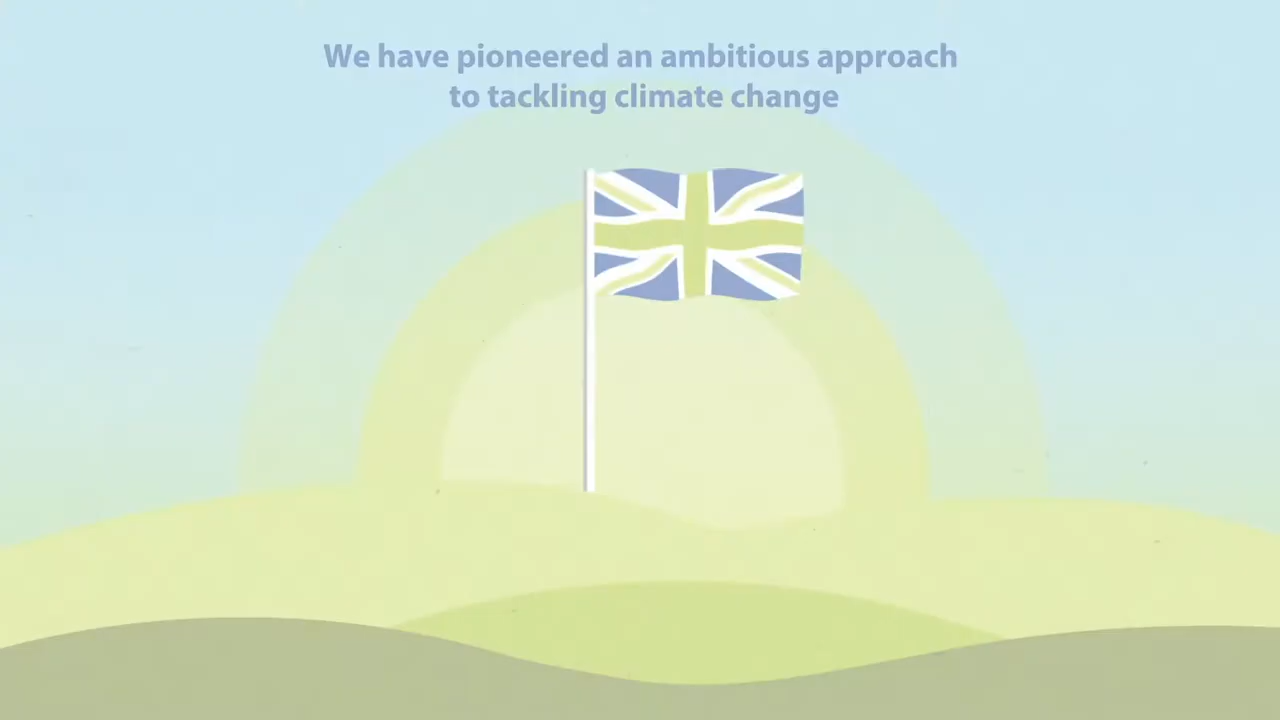 We have pioneered an ambitious approach
to tackling climate change